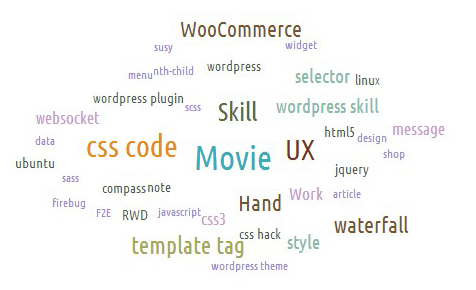 WooCommerce
susy
widget
menu
nth-child
wordpress
selector
linux
wordpress plugin
scss
Skill
wordpress skill
websocket
html5
design
message
data
css code
Movie
UX
shop
ubuntu
jquery
sass
compass
note
Work
article
firebug
F2E
RWD
javascript
css3
Hand
waterfall
css hack
template tag
style
wordpress theme